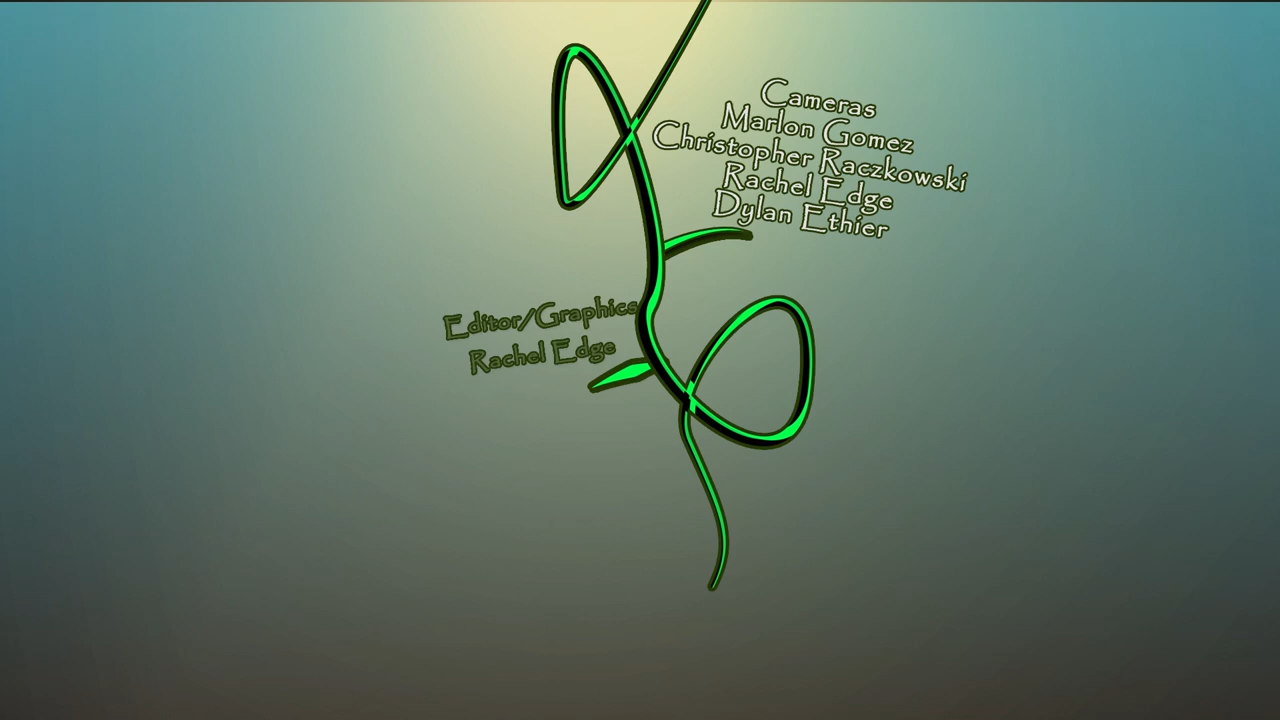 Cameras
Marlon Gomez
Christopher Raczkowski
Rachel Edge
Dylan Ethier
Editor/Graphics
Rachel Edge